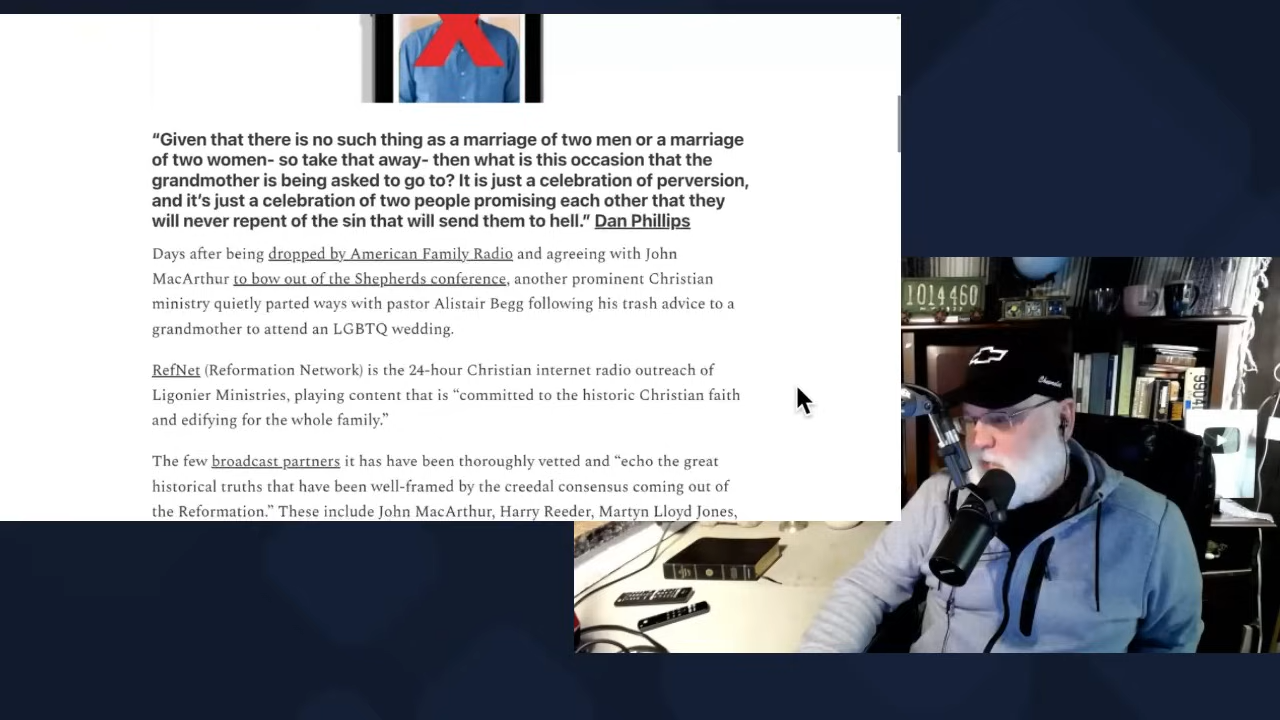 “Given that there is no such thing as a marriage of two men or a marriage
of two women- so take that away- then what is this occasion that the
grandmother is being asked to go to? It is just a celebration of perversion,
and it’s just a celebration of two people promising each other that they
will never repent of the sin that will send them to hell.” Dan Phillips
Days after being dropped by American Family Radio and agreeing with John
MacArthur to bow out of the Shepherds conference, another prominent Christian
ministry quietly parted ways with pastor Alistair Begg following his trash advice to a
grandmother to attend an LGBTQ wedding.
RefNet (Reformation Network) is the 24-hour Christian internet radio outreach of
Ligonier Ministries, playing content that is “committed to the historic Christian faith
and edifying for the whole family.”
The few broadcast partners it has have been thoroughly vetted and “echo the great
historical truths that have been well-framed by the creedal consensus coming out of
the Reformation.” These include John MacArthur, Harry Reeder, Martyn Lloyd Jones,
1014460